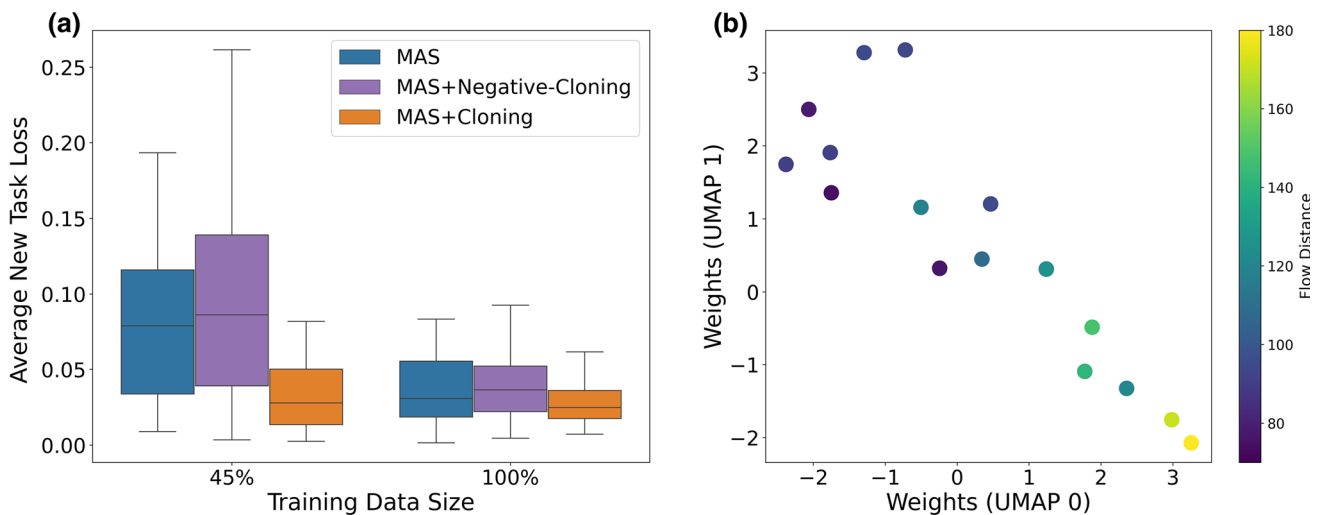 (a)
0.25
0.20
0.15
0.10
0.05
0.00
Average New Task Loss
MAS
MAS+Negative-Cloning
MAS+Cloning
45%
100%
Training Data Size
(b)
3
2
1
0
−1
−2
Weights (UMAP 1)
−2
−1
0
1
2
3
Weights (UMAP 0)
180
160
140
120
100
80
Flow Distance